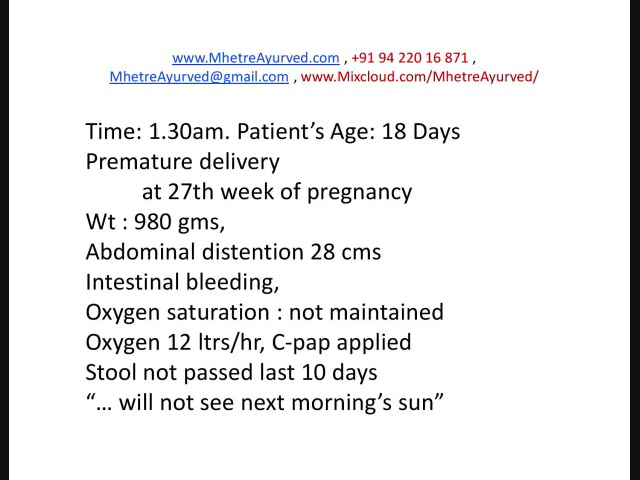 www.MhetreAyurved.com , +91 94 220 16 871 ,
MhetreAyurved@gmail.com , www.Mixcloud.com/MhetreAyurved/
Time: 1.30am. Patient’s Age: 18 Days
Premature delivery
at 27th week of pregnancy
Wt : 980 gms,
Abdominal distention 28 cms
Intestinal bleeding,
Oxygen saturation : not maintained
Oxygen 12 ltrs/hr, C-pap applied
Stool not passed last 10 days
“... will not see next morning’s sun”